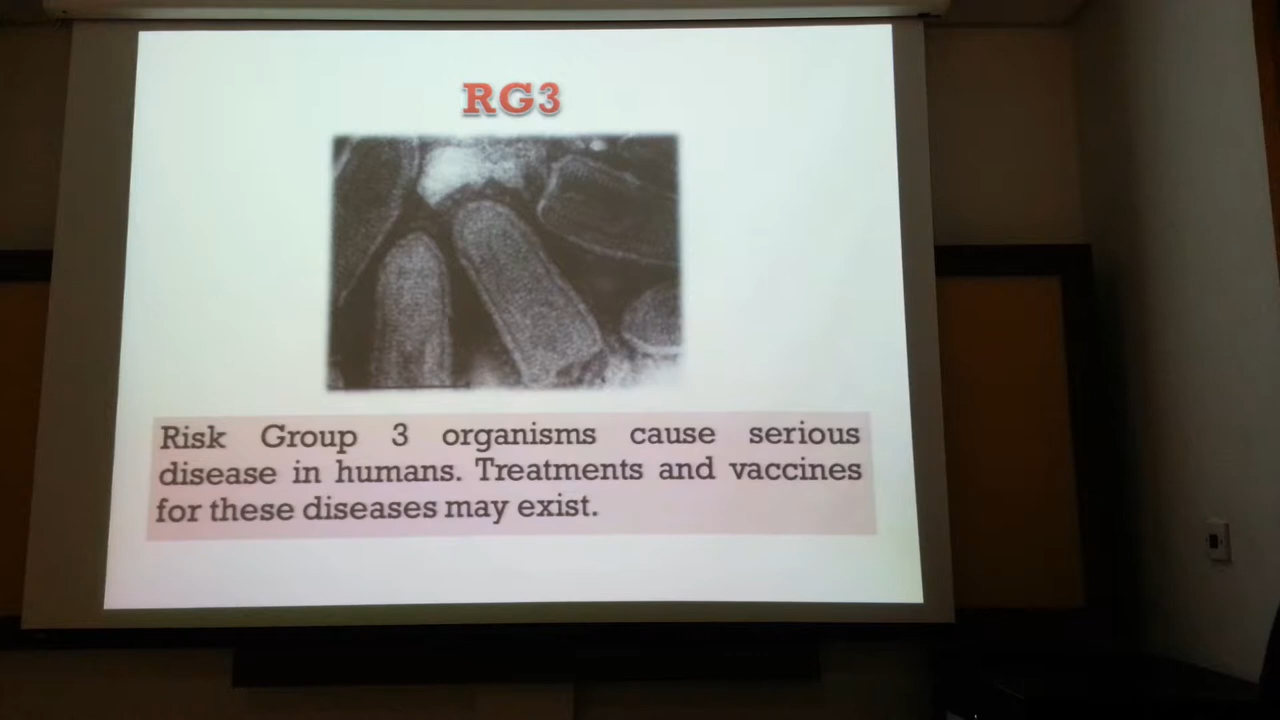 RG3
Risk Group 3 organisms cause serious
disease in humans. Treatments and vaccines
for these diseases may exist.